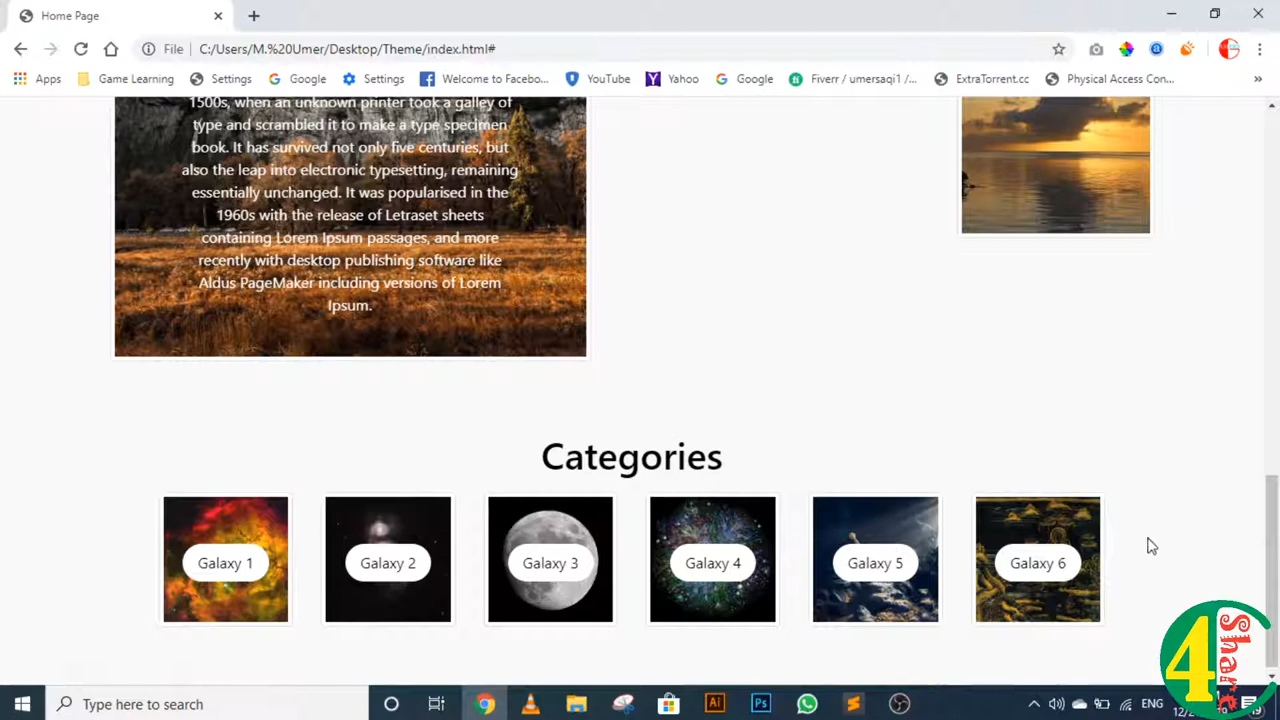 Home Page
File
C:/Users/M.%20Umer/Desktop/Theme/index.html#
Apps
Game Learning
Settings
Google
Settings
Welcome to Facebo...
YouTube
Yahoo
Google
Fiverr / umersaqi1 /...
ExtraTorrent.cc
Physical Access Con...
»
1500s, when an unknown printer took a galley of
type and scrambled it to make a type specimen
book. It has survived not only five centuries, but
also the leap into electronic typesetting, remaining
essentially unchanged. It was popularised in the
1960s with the release of Letraset sheets
containing Lorem Ipsum passages, and more
recently with desktop publishing software like
Aldus PageMaker including versions of Lorem
Ipsum.
Categories
Galaxy 1
Galaxy 2
Galaxy 3
Galaxy 4
Galaxy 5
Galaxy 6
4
Share
Type here to search
Ai
Ps
ENG